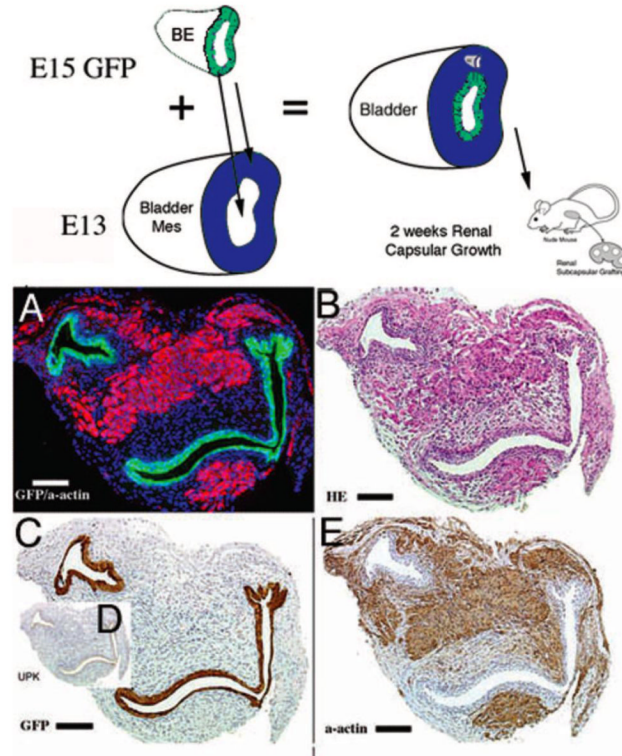 BE
E15 GFP
+
=
Bladder
E13
Bladder
Mes
2 weeks Renal
Capsular Growth
Nude Mouse
Renal
Subcapsular Grafting
A
GFP/a-actin
B
HE
C
D
UPK
GFP
E
a-actin